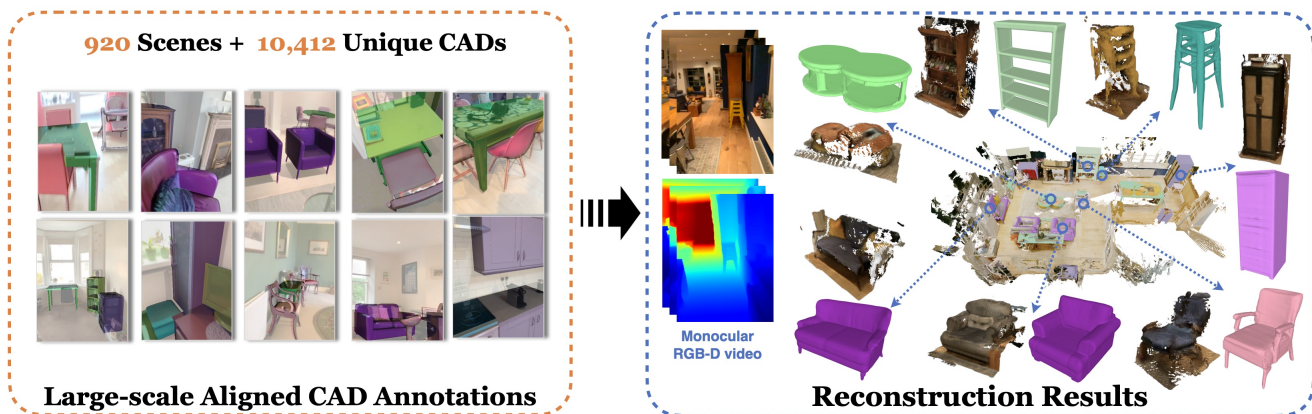 920 Scenes + 10,412 Unique CADs
Large-scale Aligned CAD Annotations
Monocular
RGB-D video
Reconstruction Results